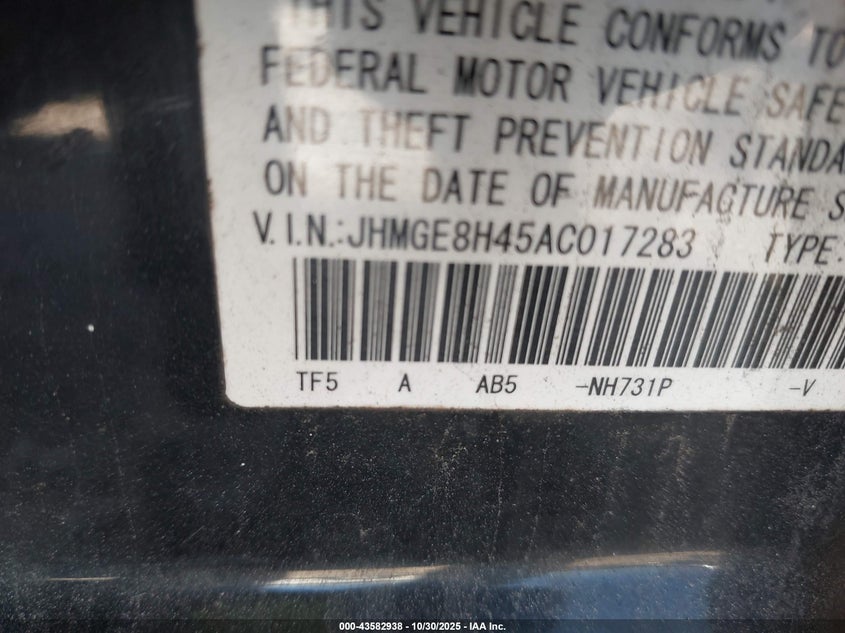 THIS VEHICLE CONFORMS TO
FEDERAL MOTOR VEHICLE SAFE
AND THEFT PREVENTION STANDA
ON THE DATE OF MANUFACTURE S
V.I.N.:JHMGE8H45AC017283 TYPE:
TF5 A AB5 -NH731P -V
000-43582938 - 10/30/2025 - IAA Inc.